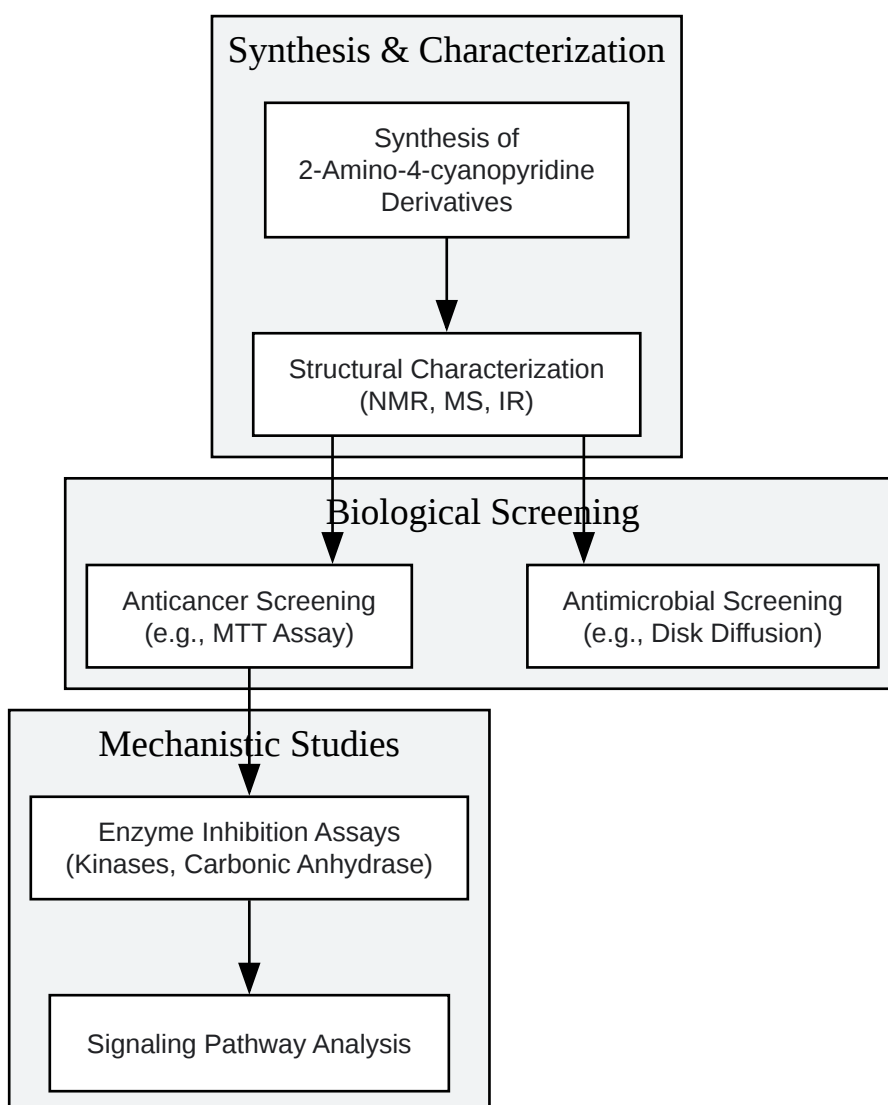 Synthesis & Characterization
Synthesis of
2-Amino-4-cyanopyridine
Derivatives
Structural Characterization
(NMR, MS, IR)
Biological Screening
Anticancer Screening
(e.g., MTT Assay)
Antimicrobial Screening
(e.g., Disk Diffusion)
Mechanistic Studies
Enzyme Inhibition Assays
(Kinases, Carbonic Anhydrase)
Signaling Pathway Analysis